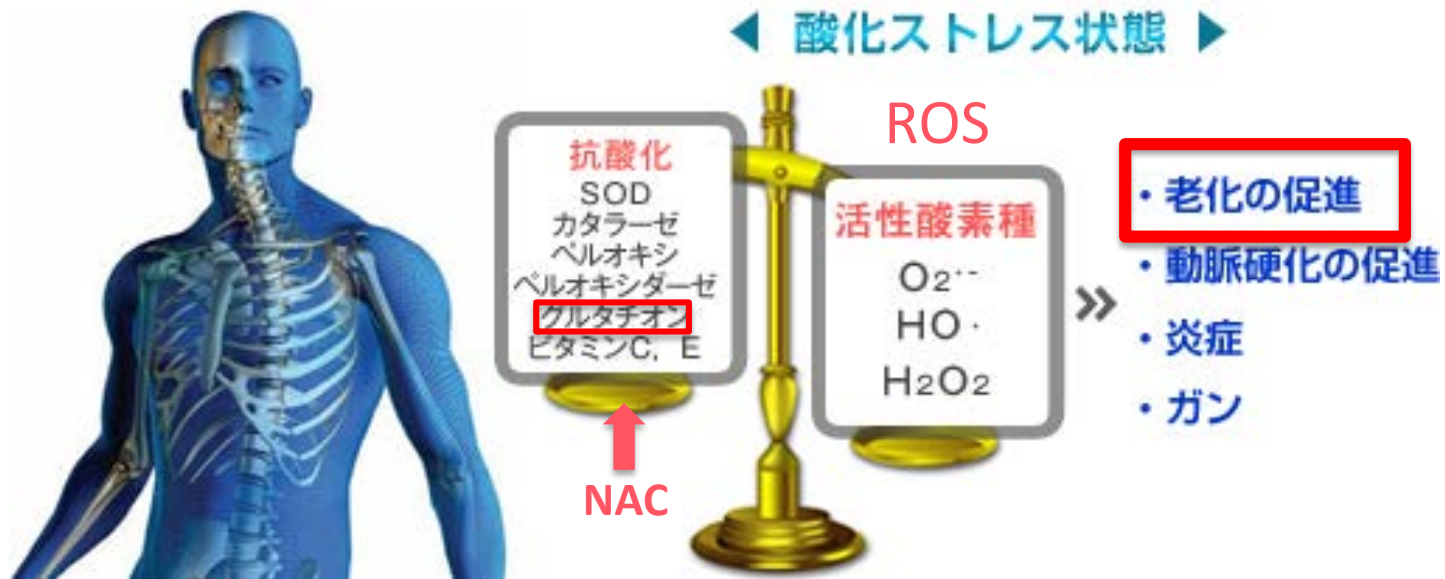 ◀ 酸化ストレス状態 ▶
抗酸化
SOD
カタラーゼ
ペルオキシ
ペルオキシダーゼ
グルタチオン
ビタミンC, E
NAC
ROS
活性酸素種
O2·-
HO·
H2O2
»
・老化の促進
・動脈硬化の促進
・炎症
・ガン